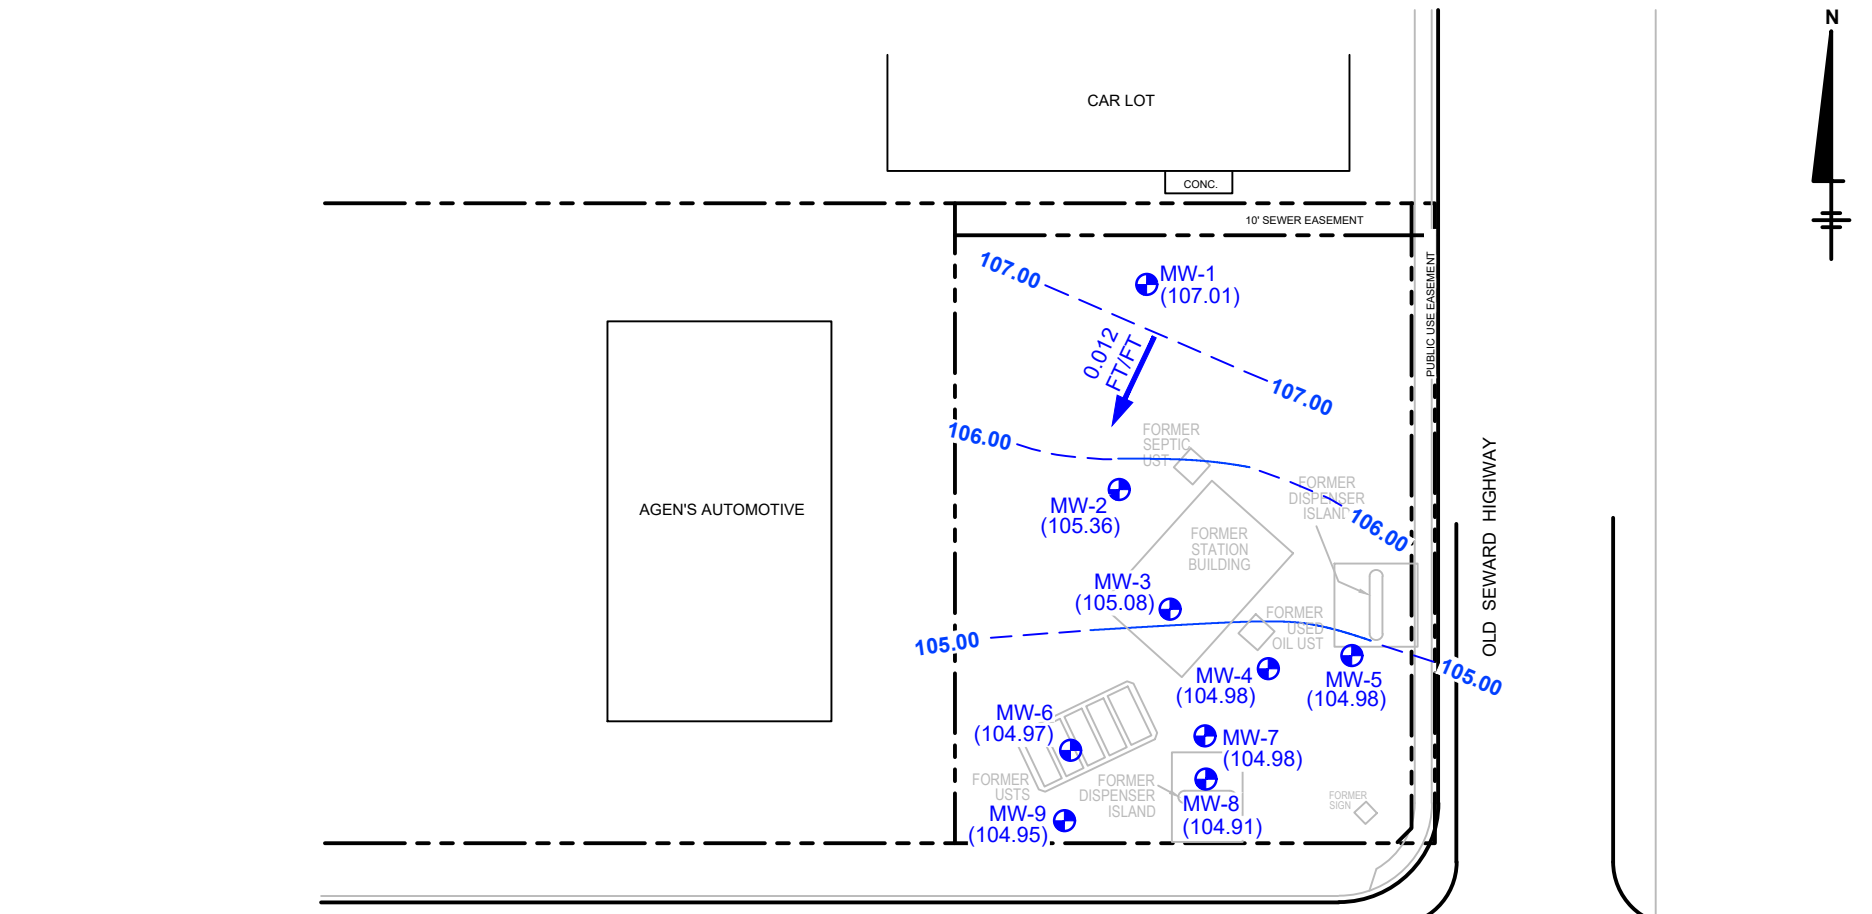 N
CAR LOT
CONC.
10' SEWER EASEMENT
PUBLIC USE EASEMENT
107.00
MW-1
(107.01)
0.012
FT/FT
107.00
106.00
FORMER
SEPTIC
UST
MW-2
(105.36)
FORMER
DISPENSER
ISLAND
106.00
AGEN'S AUTOMOTIVE
FORMER
STATION
BUILDING
OLD SEWARD HIGHWAY
MW-3
(105.08)
FORMER
USED
OIL UST
105.00
105.00
MW-4
(104.98)
MW-5
(104.98)
MW-6
(104.97)
MW-7
(104.98)
FORMER
USTS
FORMER
DISPENSER
ISLAND
MW-8
(104.91)
FORMER
SIGN
MW-9
(104.95)